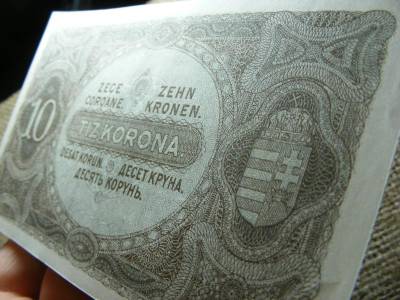 ZECE ZEHN
COROANE. KRONEN.
10
TIZ KORONA
DESAT KORUN. ДЕСЕТ КРУНА.
ДЕСЯТЬ КОРУНЬ.